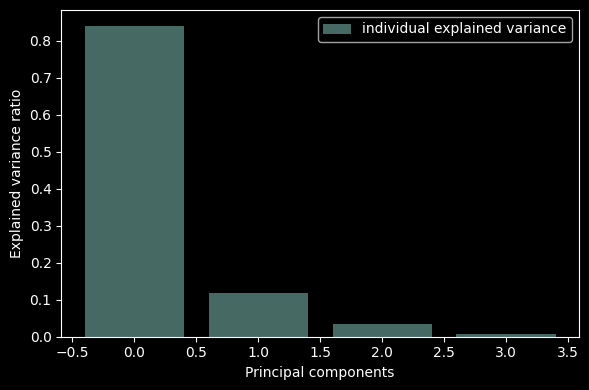 individual explained variance
Explained variance ratio
0.8
0.7
0.6
0.5
0.4
0.3
0.2
0.1
0.0
−0.5 0.0 0.5 1.0 1.5 2.0 2.5 3.0 3.5
Principal components